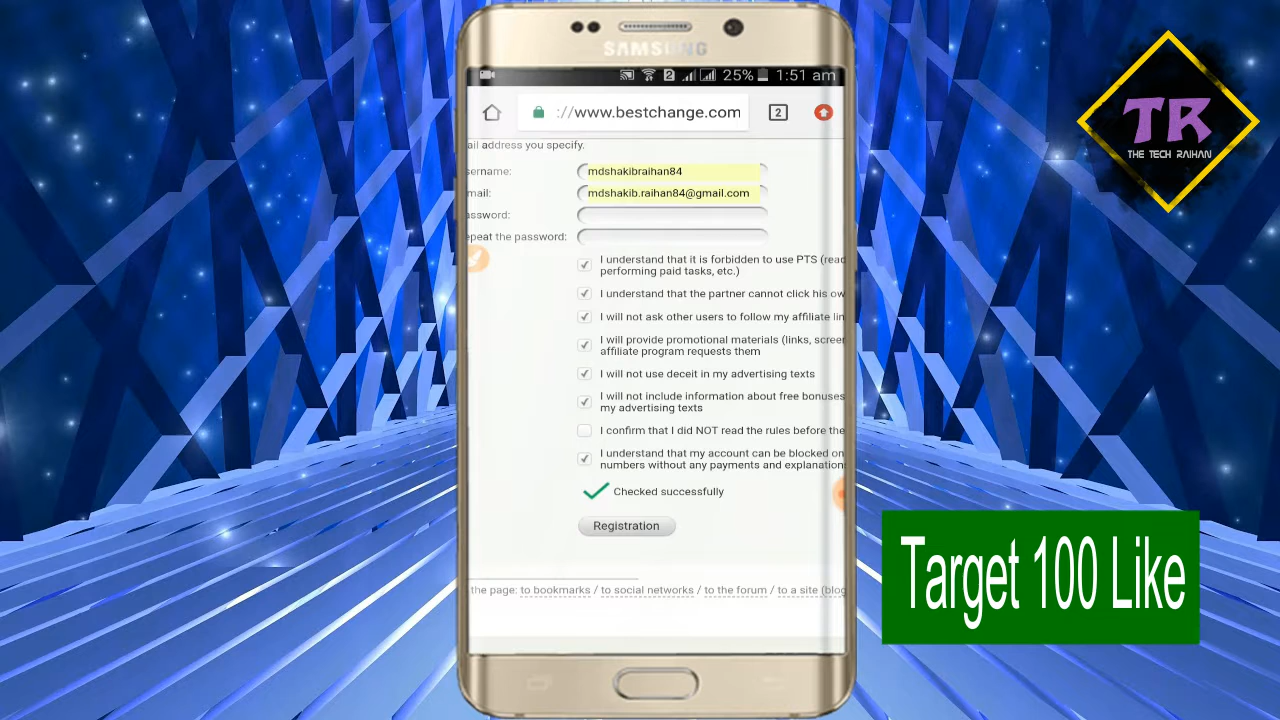 SAMSUNG
2 25% 1:51 am
://www.bestchange.com 2
ail address you specify.
sername: mdshakibraihan84
mail: mdshakib.raihan84@gmail.com
assword:
epeat the password:
I understand that it is forbidden to use PTS (read
performing paid tasks, etc.)
I understand that the partner cannot click his ow
I will not ask other users to follow my affiliate lin
I will provide promotional materials (links, screen
affiliate program requests them
I will not use deceit in my advertising texts
I will not include information about free bonuses
my advertising texts
I confirm that I did NOT read the rules before the
I understand that my account can be blocked on
numbers without any payments and explanation
Checked successfully
Registration
the page: to bookmarks / to social networks / to the forum / to a site (blog
TR
THE TECH RAIHAN
Target 100 Like